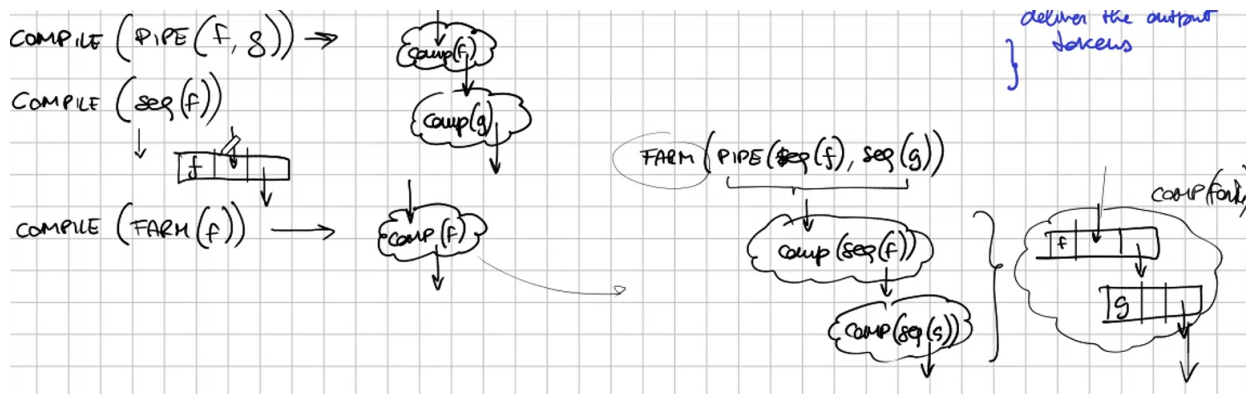 COMPILE (PIPE(f, g)) →
comp(f)
comp(g)
COMPILE (seq(f))
f
COMPILE (FARM(f)) →
comp(f)
deliver the output
tokens
FARM(PIPE(seq(f), seq(g))
comp(seq(f))
comp(seq(g))
f
g